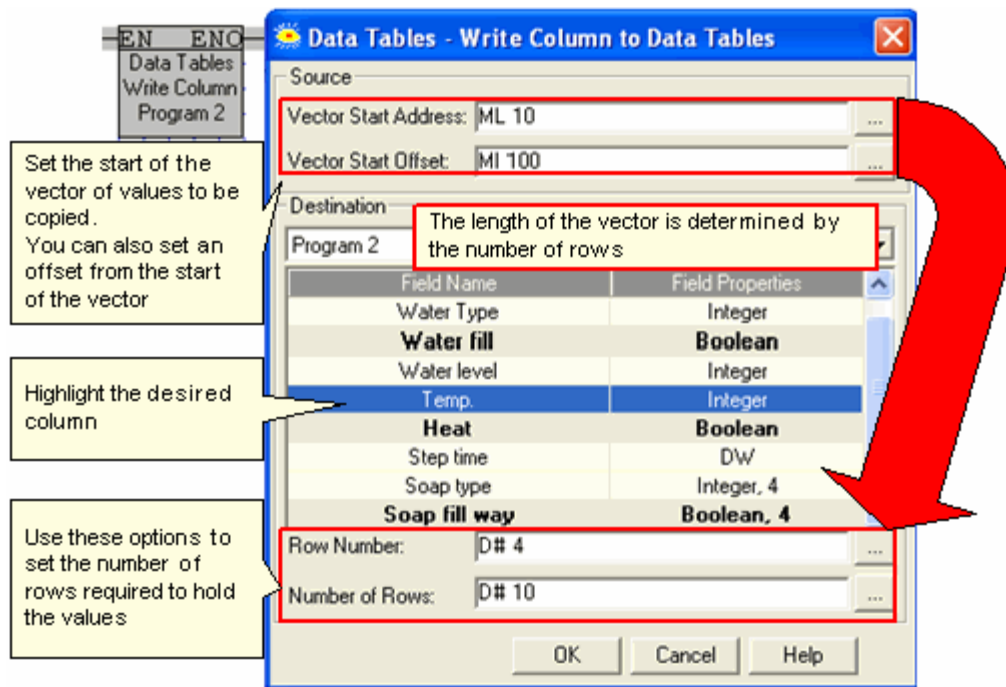 EN ENO
Data Tables
Write Column
Program 2
Data Tables - Write Column to Data Tables
Source
Vector Start Address: ML 10 ...
Vector Start Offset: MI 100 ...
Set the start of the
vector of values to be
copied.
You can also set an
offset from the start
of the vector
Destination
Program 2
The length of the vector is determined by
the number of rows
Field Name Field Properties
Water Type Integer
Water fill Boolean
Water level Integer
Temp. Integer
Heat Boolean
Step time DW
Soap type Integer, 4
Soap fill way Boolean, 4
Highlight the desired
column
Use these options to
set the number of
rows required to hold
the values
Row Number: D# 4 ...
Number of Rows: D# 10 ...
OK Cancel Help